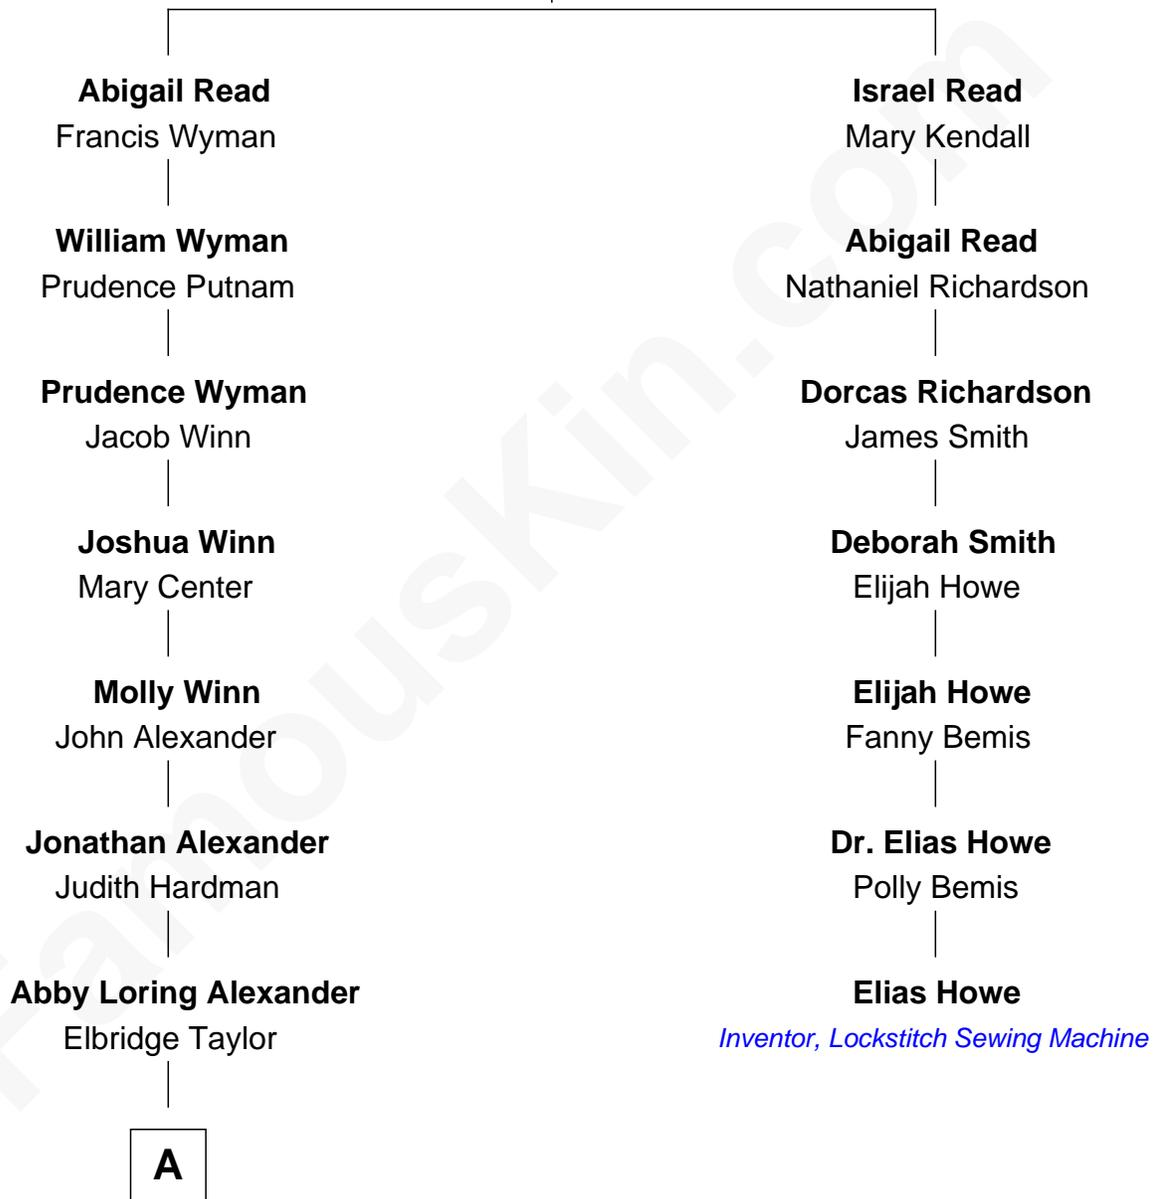 Abigail Read
Francis Wyman
William Wyman
Prudence Putnam
Prudence Wyman
Jacob Winn
Joshua Winn
Mary Center
Molly Winn
John Alexander
Jonathan Alexander
Judith Hardman
Abby Loring Alexander
Elbridge Taylor
A
Israel Read
Mary Kendall
Abigail Read
Nathaniel Richardson
Dorcas Richardson
James Smith
Deborah Smith
Elijah Howe
Elijah Howe
Fanny Bemis
Dr. Elias Howe
Polly Bemis
Elias Howe
Inventor, Lockstitch Sewing Machine
FamousKin.com